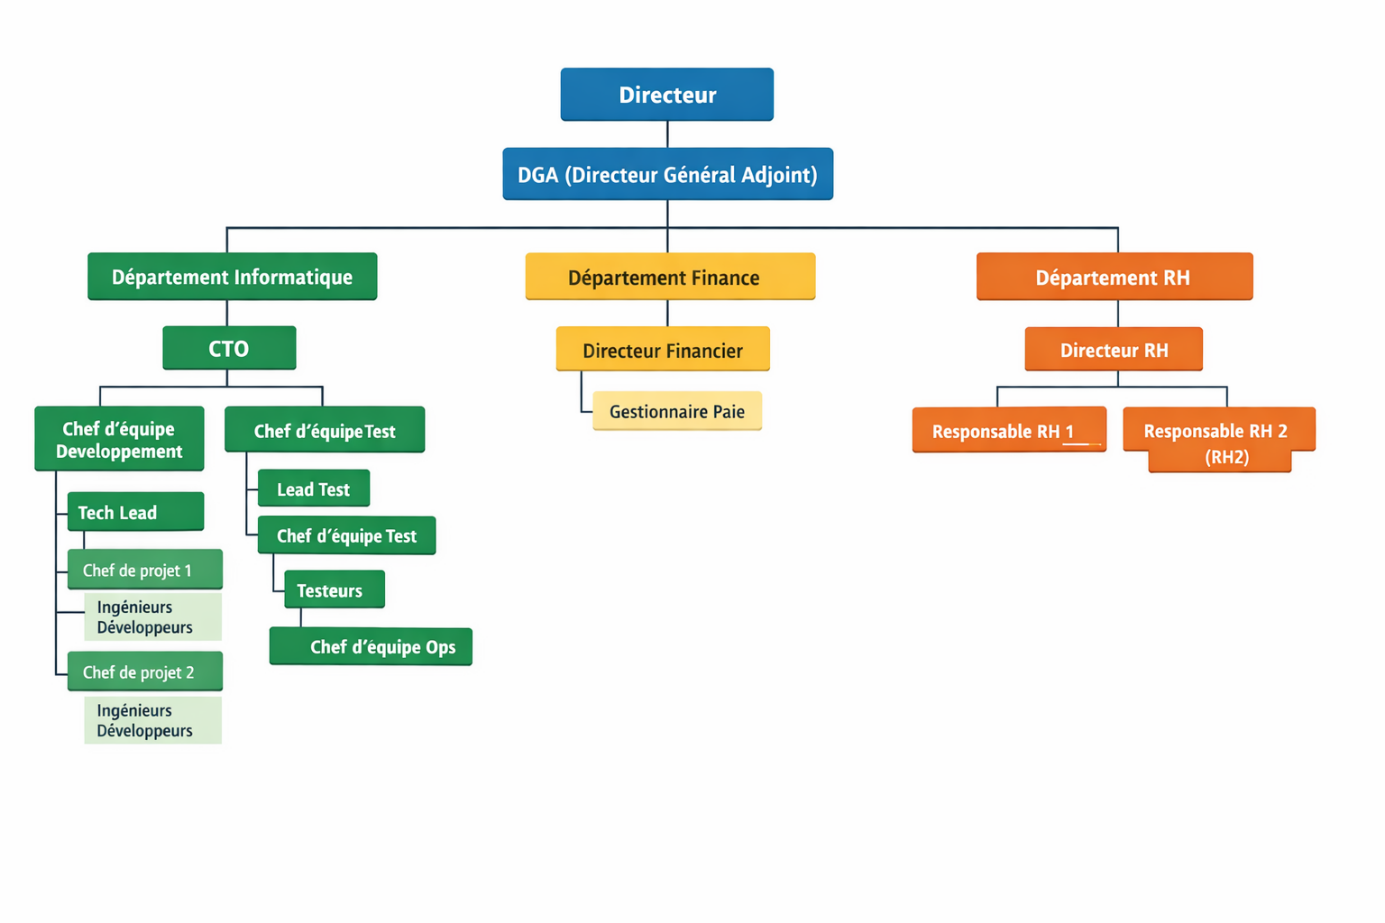 Directeur
DGA (Directeur Général Adjoint)
Département Informatique
Département Finance
Département RH
CTO
Directeur Financier
Directeur RH
Chef d'équipe
Developpement
Chef d'équipe Test
Gestionnaire Paie
Responsable RH 1
Responsable RH 2
(RH2)
Tech Lead
Chef de projet 1
Ingénieurs
Développeurs
Chef de projet 2
Ingénieurs
Développeurs
Lead Test
Chef d'équipe Test
Testeurs
Chef d'équipe Ops